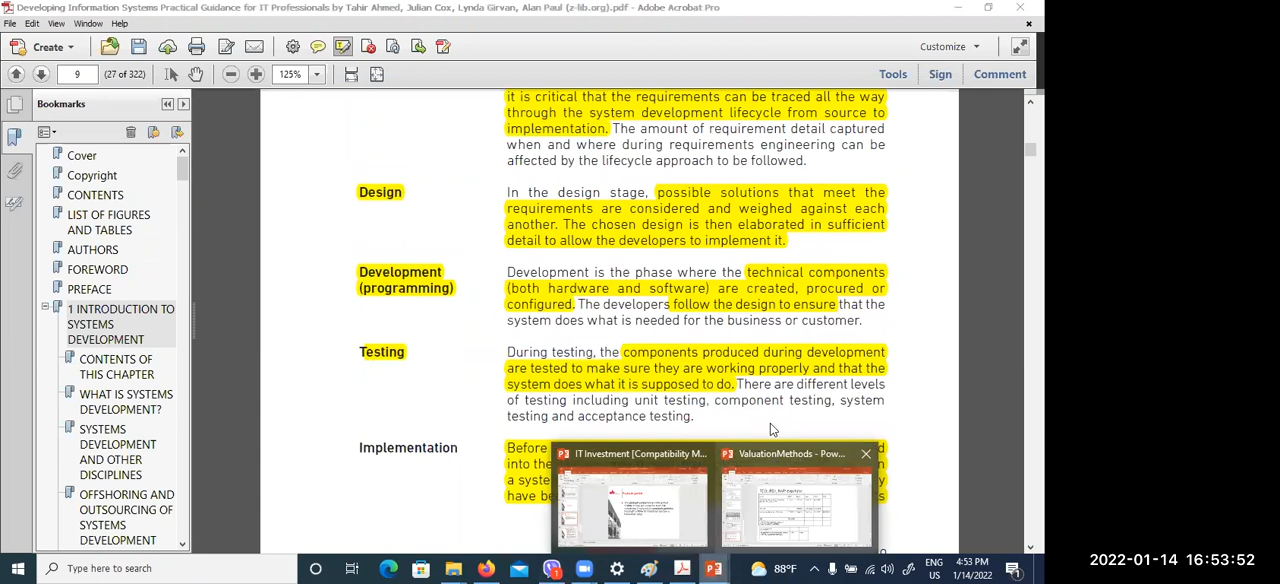 Developing Information Systems Practical Guidance for IT Professionals by Tahir Ahmed, Julian Cox, Lynda Girvan, Alan Paul (z-lib.org).pdf - Adobe Acrobat Pro
File Edit View Window Help
Create
Customize
9 (27 of 322)
125%
Tools Sign Comment
Bookmarks
Cover
Copyright
CONTENTS
LIST OF FIGURES
AND TABLES
AUTHORS
FOREWORD
PREFACE
1 INTRODUCTION TO
SYSTEMS
DEVELOPMENT
CONTENTS OF
THIS CHAPTER
WHAT IS SYSTEMS
DEVELOPMENT?
SYSTEMS
DEVELOPMENT
AND OTHER
DISCIPLINES
OFFSHORING AND
OUTSOURCING OF
SYSTEMS
DEVELOPMENT
it is critical that the requirements can be traced all the way
through the system development lifecycle from source to
implementation. The amount of requirement detail captured
when and where during requirements engineering can be
affected by the lifecycle approach to be followed.
Design
In the design stage, possible solutions that meet the
requirements are considered and weighed against each
another. The chosen design is then elaborated in sufficient
detail to allow the developers to implement it.
Development
(programming)
Development is the phase where the technical components
(both hardware and software) are created, procured or
configured. The developers follow the design to ensure that the
system does what is needed for the business or customer.
Testing
During testing, the components produced during development
are tested to make sure they are working properly and that the
system does what it is supposed to do. There are different levels
of testing including unit testing, component testing, system
testing and acceptance testing.
Implementation
Before
into the
a syste
have be
IT Investment [Compatibility M...
ValuationMethods - Pow...
Type here to search
88°F
ENG
US
4:53 PM
1/14/2022
2022-01-14 16:53:52